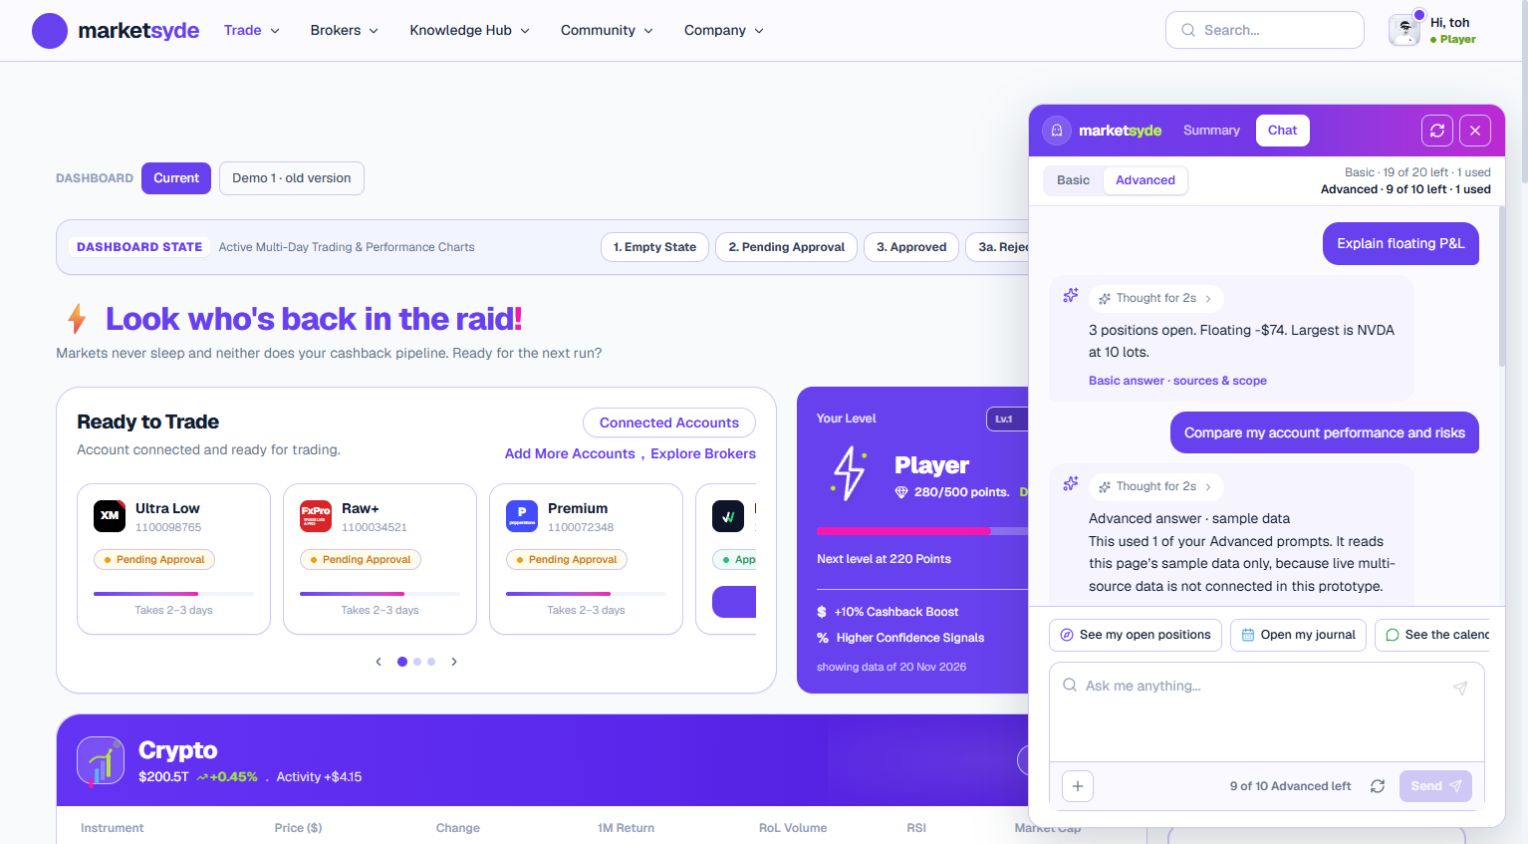 marketsyde
Trade
Brokers
Knowledge Hub
Community
Company
Search...
Hi, toh
Player
DASHBOARD
Current
Demo 1 · old version
DASHBOARD STATE
Active Multi-Day Trading & Performance Charts
1. Empty State
2. Pending Approval
3. Approved
3a. Rejec
Look who's back in the raid!
Markets never sleep and neither does your cashback pipeline. Ready for the next run?
Ready to Trade
Connected Accounts
Account connected and ready for trading.
Add More Accounts , Explore Brokers
XM
Ultra Low
1100098765
Pending Approval
Takes 2–3 days
FxPro
Raw+
1100034521
Pending Approval
Takes 2–3 days
P
pepperstone
Premium
1100072348
Pending Approval
Takes 2–3 days
App
Your Level
Lv.1
Player
280/500 points.
Next level at 220 Points
$ +10% Cashback Boost
% Higher Confidence Signals
showing data of 20 Nov 2026
Crypto
$200.5T +0.45% . Activity +$4.15
Instrument
Price ($)
Change
1M Return
RoL Volume
RSI
Market Cap
marketsyde
Summary
Chat
Basic
Advanced
Basic · 19 of 20 left · 1 used
Advanced · 9 of 10 left · 1 used
Explain floating P&L
Thought for 2s
3 positions open. Floating -$74. Largest is NVDA
at 10 lots.
Basic answer · sources & scope
Compare my account performance and risks
Thought for 2s
Advanced answer · sample data
This used 1 of your Advanced prompts. It reads
this page's sample data only, because live multi-
source data is not connected in this prototype.
See my open positions
Open my journal
See the calend
Ask me anything...
9 of 10 Advanced left
Send